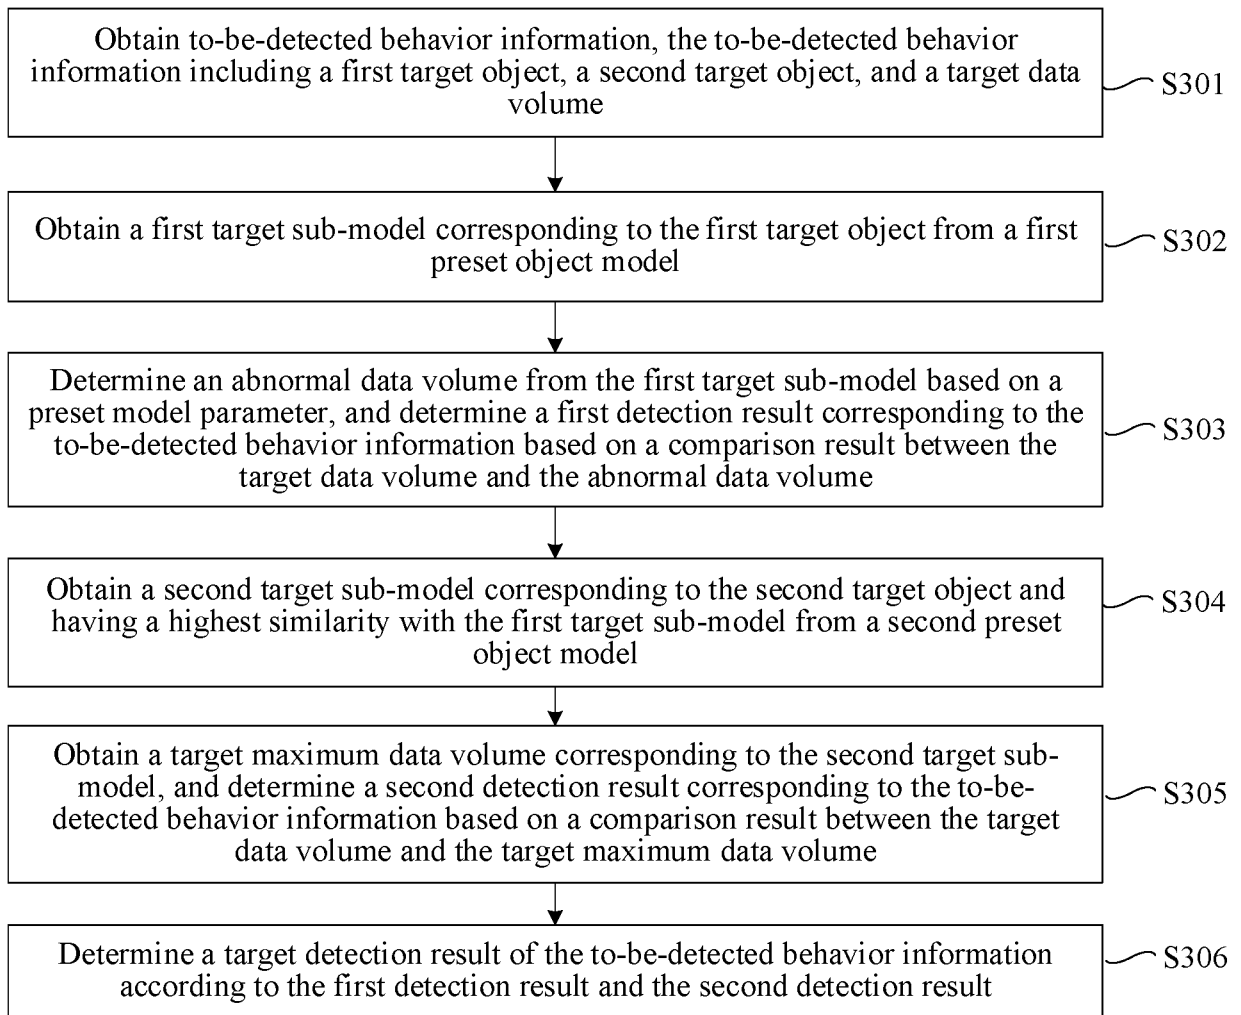 Obtain to-be-detected behavior information, the to-be-detected behavior
information including a first target object, a second target object, and a target data
volume
S301
Obtain a first target sub-model corresponding to the first target object from a first
preset object model
S302
Determine an abnormal data volume from the first target sub-model based on a
preset model parameter, and determine a first detection result corresponding to the
to-be-detected behavior information based on a comparison result between the
target data volume and the abnormal data volume
S303
Obtain a second target sub-model corresponding to the second target object and
having a highest similarity with the first target sub-model from a second preset
object model
S304
Obtain a target maximum data volume corresponding to the second target sub-
model, and determine a second detection result corresponding to the to-be-
detected behavior information based on a comparison result between the target
data volume and the target maximum data volume
S305
Determine a target detection result of the to-be-detected behavior information
according to the first detection result and the second detection result
S306